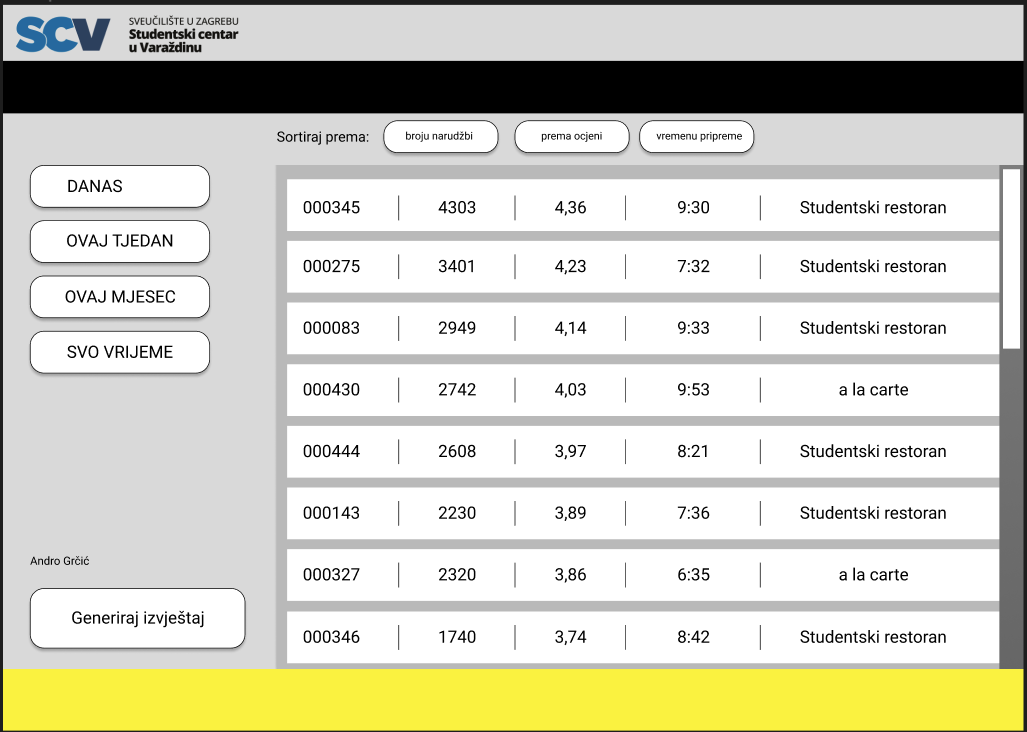 SCV
SVEUČILIŠTE U ZAGREBU
Studentski centar
u Varaždinu
Sortiraj prema: broju narudžbi prema ocjeni vremenu pripreme
DANAS
OVAJ TJEDAN
OVAJ MJESEC
SVO VRIJEME
000345 4303 4,36 9:30 Studentski restoran
000275 3401 4,23 7:32 Studentski restoran
000083 2949 4,14 9:33 Studentski restoran
000430 2742 4,03 9:53 a la carte
000444 2608 3,97 8:21 Studentski restoran
000143 2230 3,89 7:36 Studentski restoran
000327 2320 3,86 6:35 a la carte
000346 1740 3,74 8:42 Studentski restoran
Andro Grčić
Generiraj izvještaj